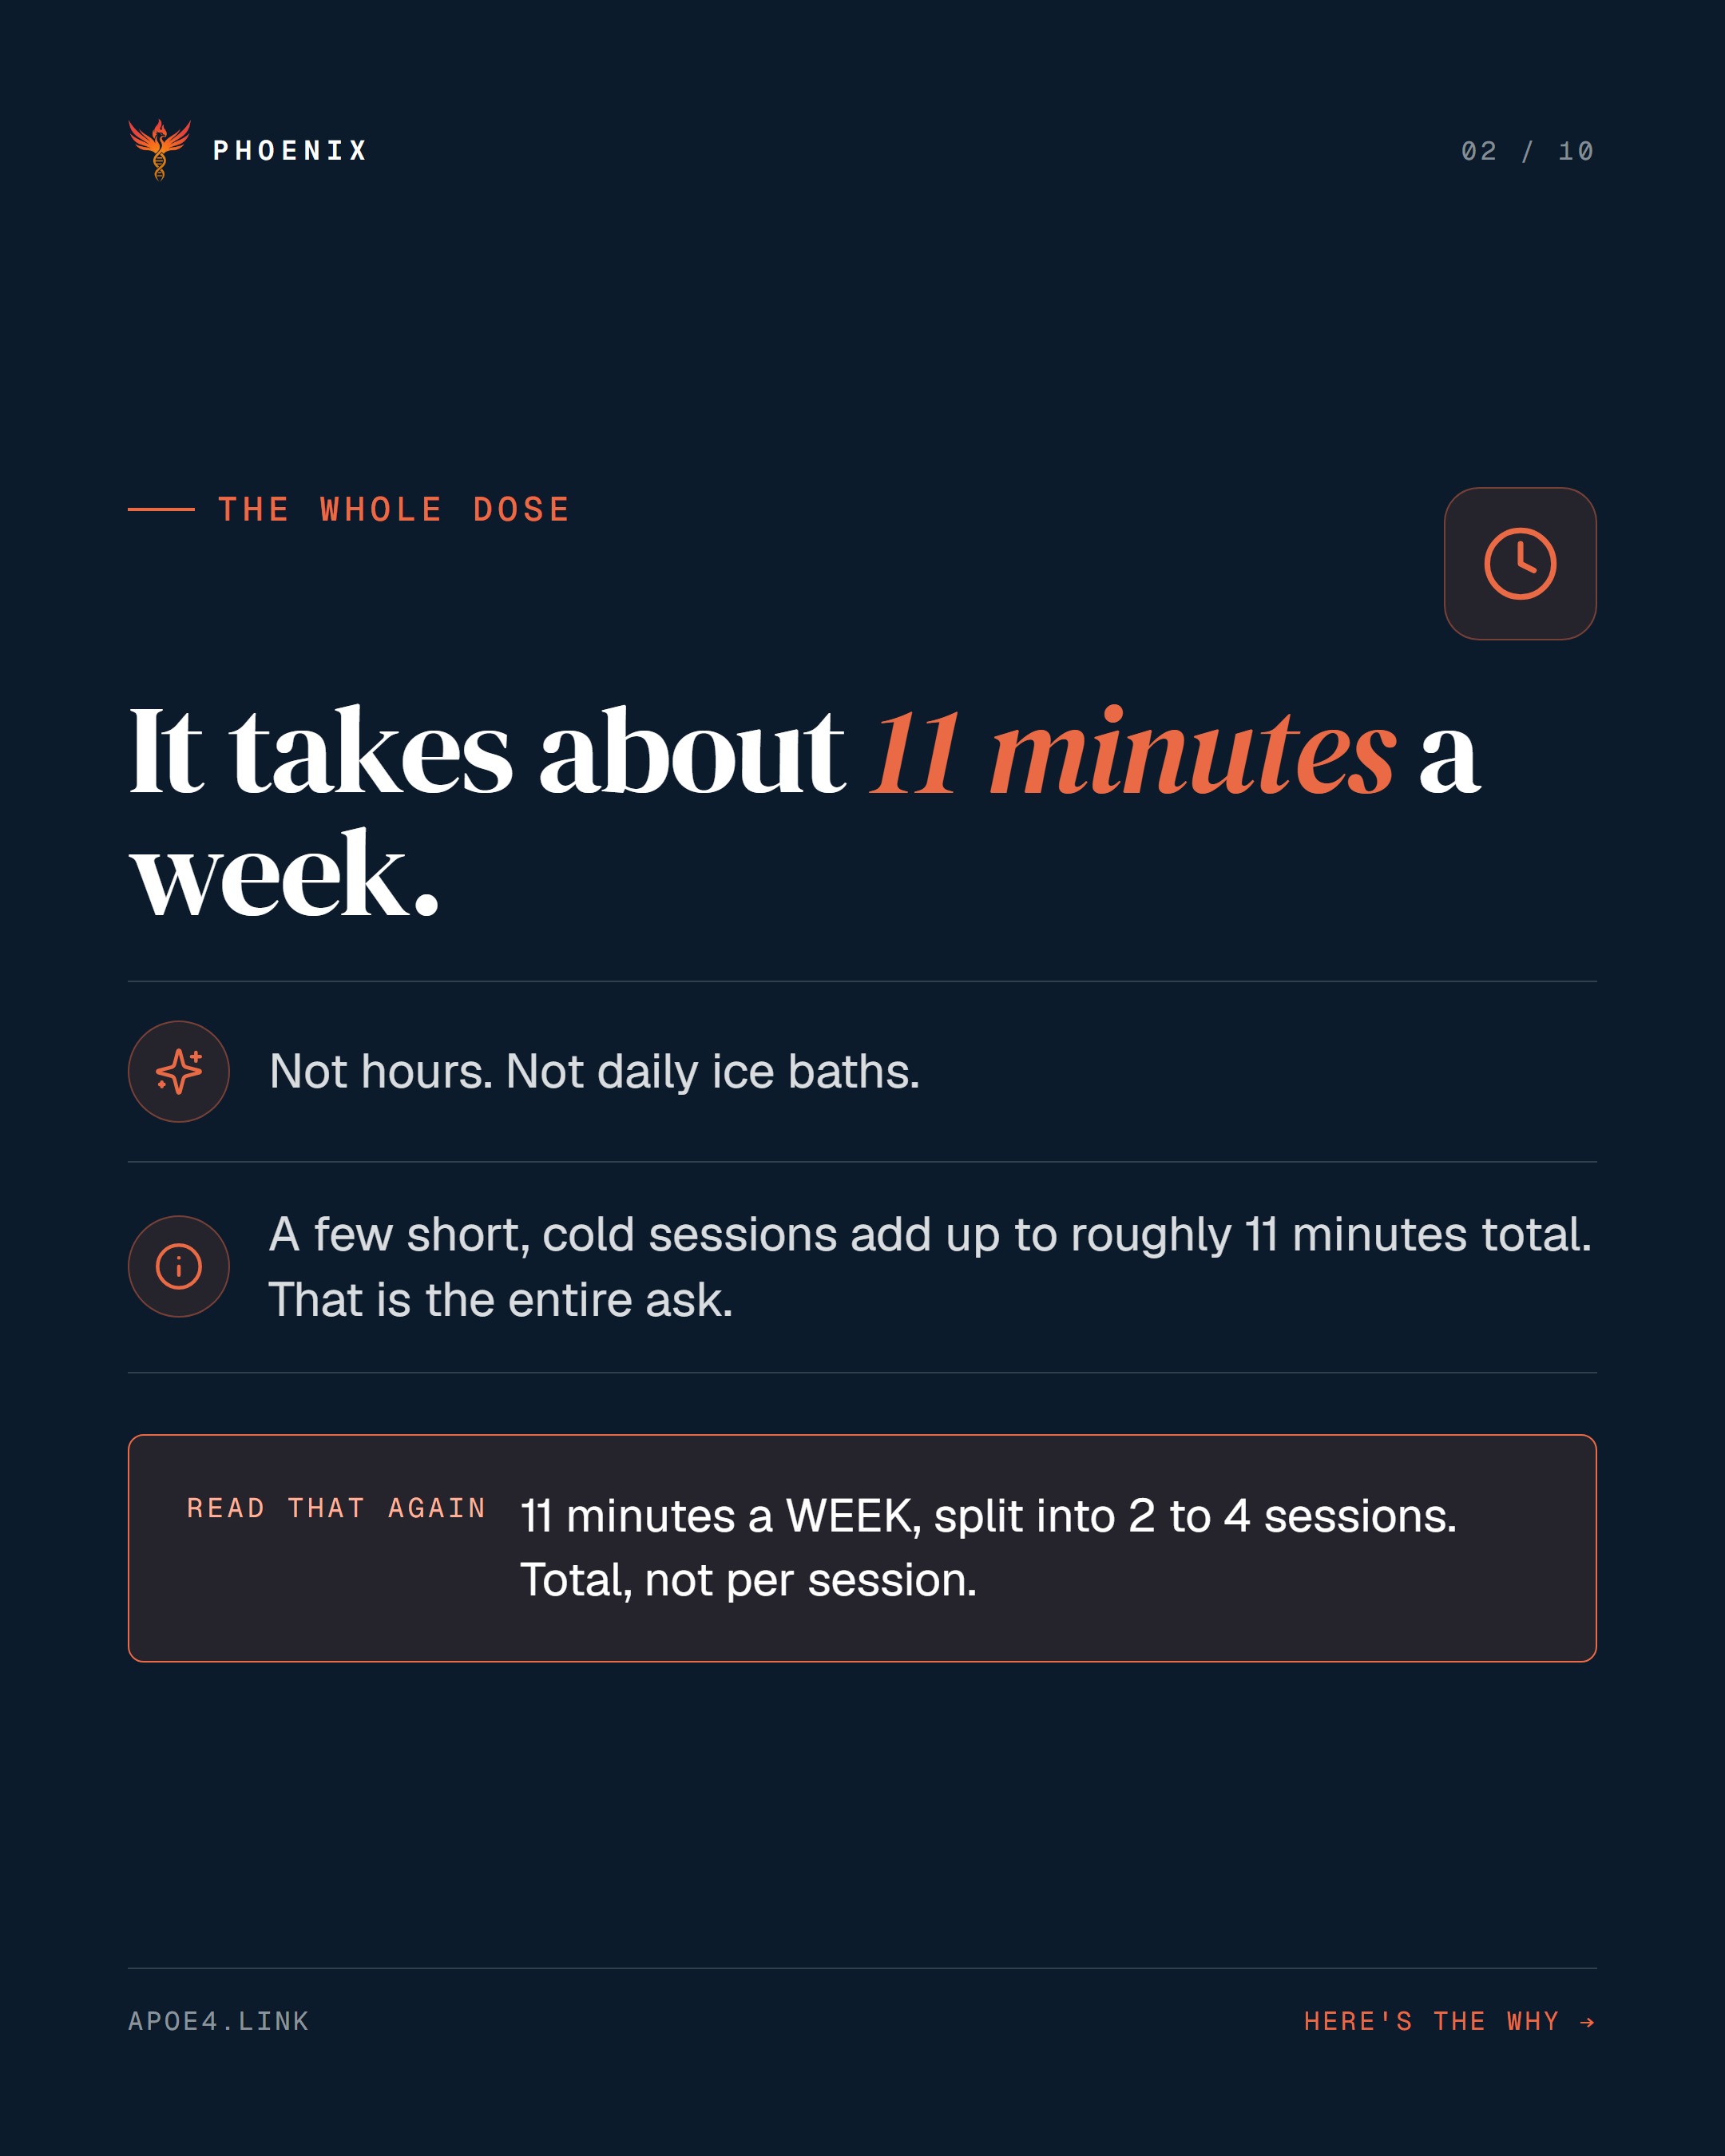 PHOENIX
02 / 10
THE WHOLE DOSE
It takes about 11 minutes a
week.
Not hours. Not daily ice baths.
A few short, cold sessions add up to roughly 11 minutes total.
That is the entire ask.
READ THAT AGAIN
11 minutes a WEEK, split into 2 to 4 sessions.
Total, not per session.
APOE4.LINK
HERE'S THE WHY →